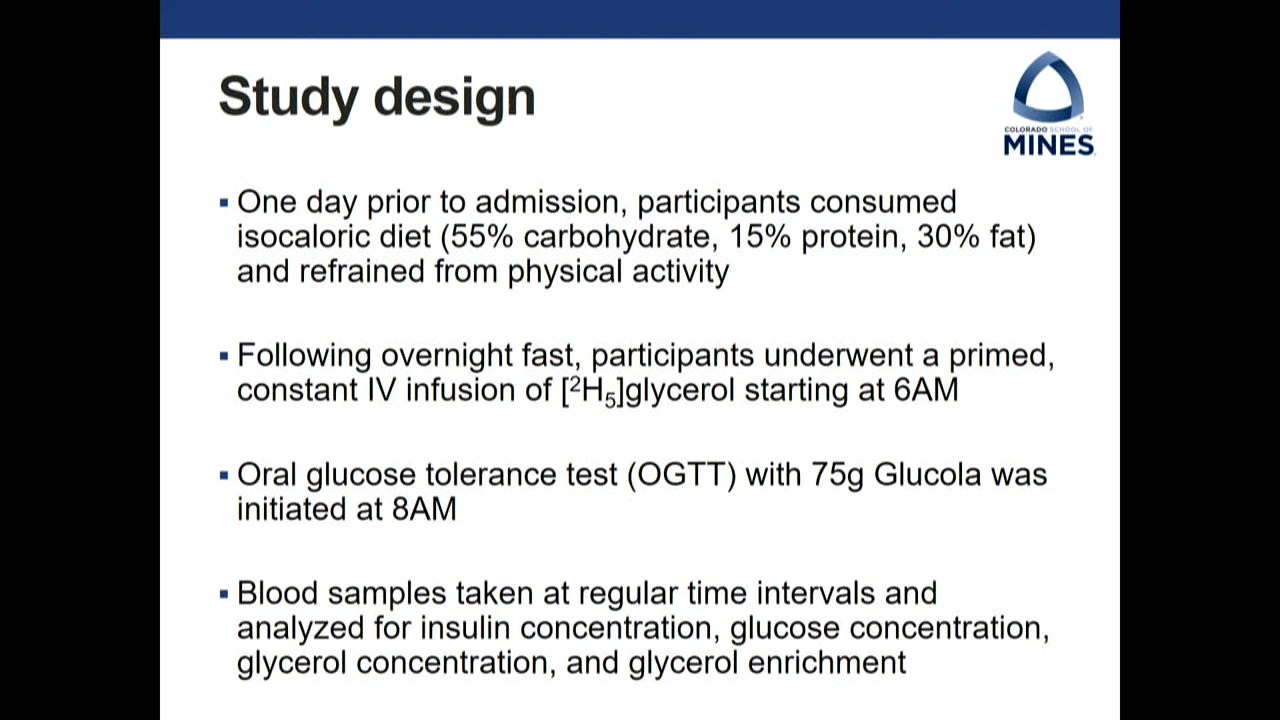 Study design
COLORADO SCHOOL OF
MINES
▪ One day prior to admission, participants consumed
isocaloric diet (55% carbohydrate, 15% protein, 30% fat)
and refrained from physical activity
▪ Following overnight fast, participants underwent a primed,
constant IV infusion of [²H₅]glycerol starting at 6AM
▪ Oral glucose tolerance test (OGTT) with 75g Glucola was
initiated at 8AM
▪ Blood samples taken at regular time intervals and
analyzed for insulin concentration, glucose concentration,
glycerol concentration, and glycerol enrichment